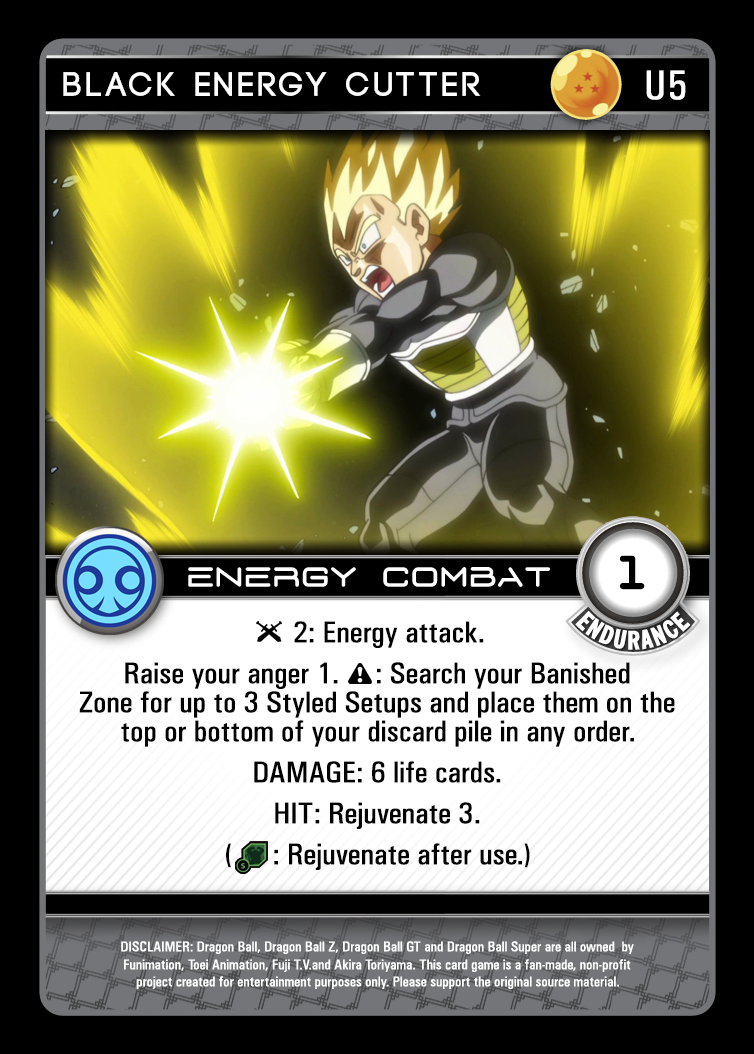 BLACK ENERGY CUTTER
U5
ENERGY COMBAT
1
ENDURANCE
2: Energy attack.
Raise your anger 1. : Search your Banished
Zone for up to 3 Styled Setups and place them on the
top or bottom of your discard pile in any order.
DAMAGE: 6 life cards.
HIT: Rejuvenate 3.
( S : Rejuvenate after use.)
DISCLAIMER: Dragon Ball, Dragon Ball Z, Dragon Ball GT and Dragon Ball Super are all owned by
Funimation, Toei Animation, Fuji T.V.and Akira Toriyama. This card game is a fan-made, non-profit
project created for entertainment purposes only. Please support the original source material.